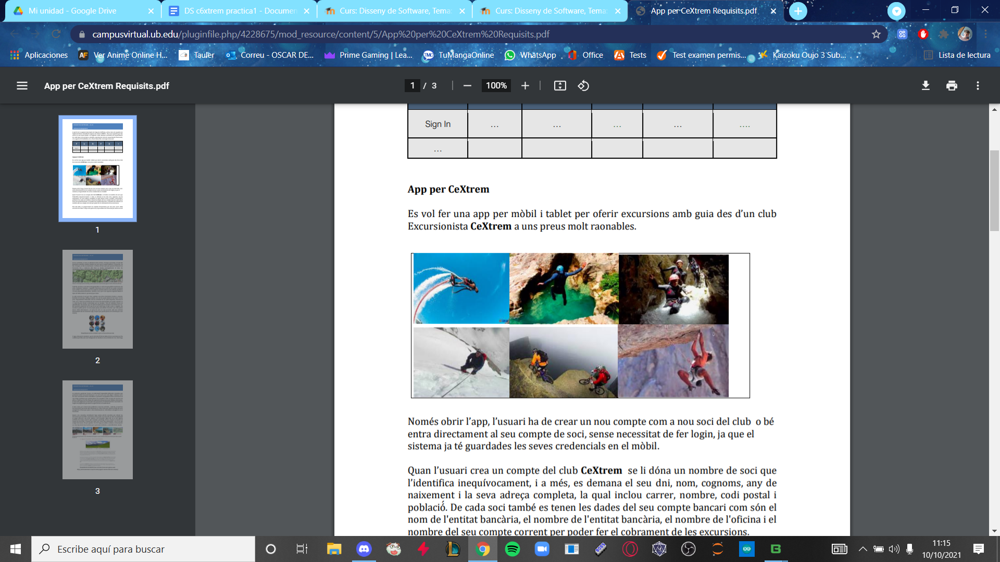 Mi unidad - Google Drive
DS c6xtrem practica1 - Documen
Curs: Disseny de Software, Tema:
Curs: Disseny de Software, Tema:
App per CeXtrem Requisits.pdf
campusvirtual.ub.edu/pluginfile.php/4228675/mod_resource/content/5/App%20per%20CeXtrem%20Requisits.pdf
Aplicaciones
Ver Anime Online H...
Tauler
Correu - OSCAR DE...
Prime Gaming | Lea...
TuMangaOnline
WhatsApp
Office
Tests
Test examen permis...
Kaizoku Oujo 3 Sub...
Lista de lectura
App per CeXtrem Requisits.pdf
1 / 3
100%
1
2
3
Sign In ... ... ... ... ....
...
App per CeXtrem
Es vol fer una app per mòbil i tablet per oferir excursions amb guia des d'un club
Excursionista CeXtrem a uns preus molt raonables.
Només obrir l'app, l'usuari ha de crear un nou compte com a nou soci del club o bé
entra directament al seu compte de soci, sense necessitat de fer login, ja que el
sistema ja té guardades les seves credencials en el mòbil.
Quan l'usuari crea un compte del club CeXtrem se li dóna un nombre de soci que
l'identifica inequívocament, i a més, es demana el seu dni, nom, cognoms, any de
naixement i la seva adreça completa, la qual inclou carrer, nombre, codi postal i
població. De cada soci també es tenen les dades del seu compte bancari com són el
nom de l'entitat bancària, el nombre de l'entitat bancària, el nombre de l'oficina i el
nombre del seu compte corrent per poder fer el cobrament de les excursions.
Escribe aquí para buscar
11:15
10/10/2021